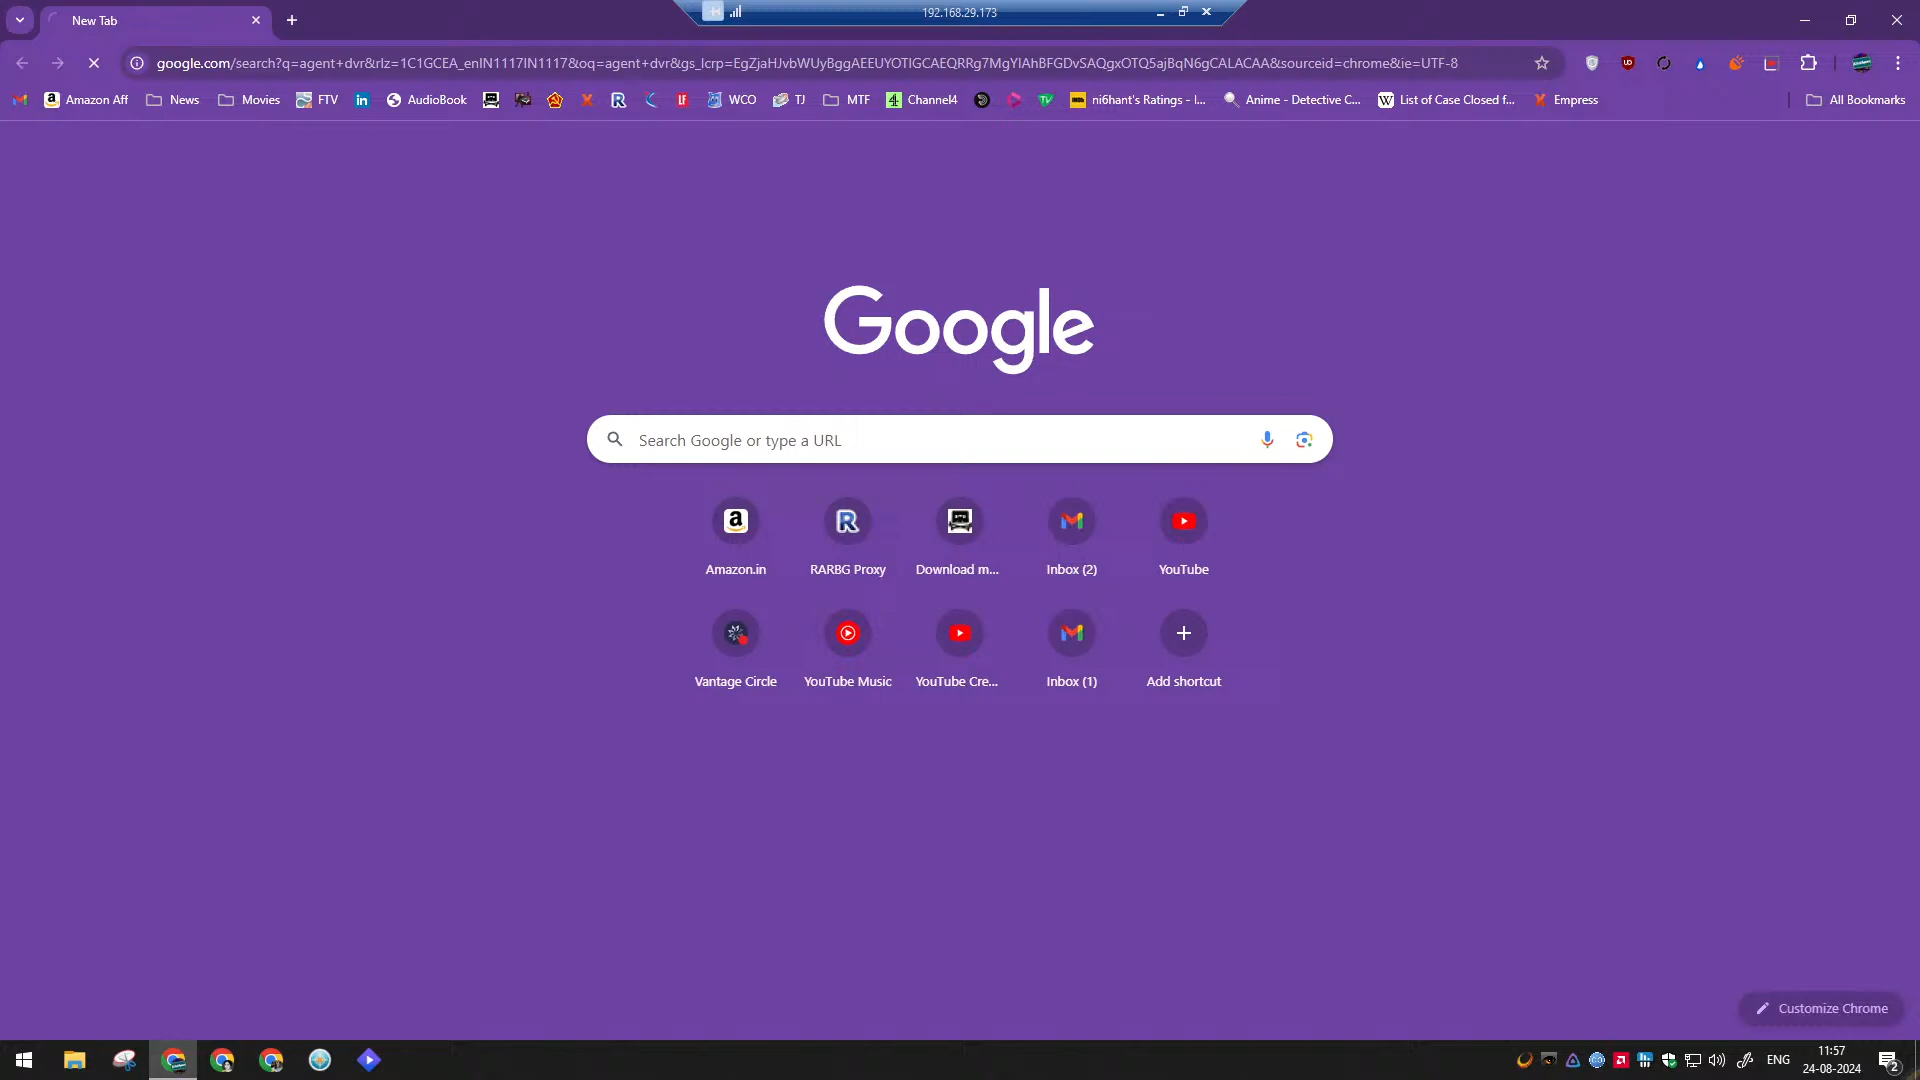 New Tab
192.168.29.173
google.com/search?q=agent+dvr&rlz=1C1GCEA_enIN1117IN1117&oq=agent+dvr&gs_lcrp=EgZjaHJvbWUyBggAEEUYOTIGCAEQRRg7MgYIAhBFGDvSAQgxOTQ5ajBqN6gCALACAA&sourceid=chrome&ie=UTF-8
Amazon Aff News Movies FTV AudioBook WCO TJ MTF Channel4 ni6hant's Ratings - I... Anime - Detective C... List of Case Closed f... Empress All Bookmarks
Google
Search Google or type a URL
Amazon.in RARBG Proxy Download m... Inbox (2) YouTube
Vantage Circle YouTube Music YouTube Cre... Inbox (1) Add shortcut
Customize Chrome
ENG
11:57
24-08-2024
2